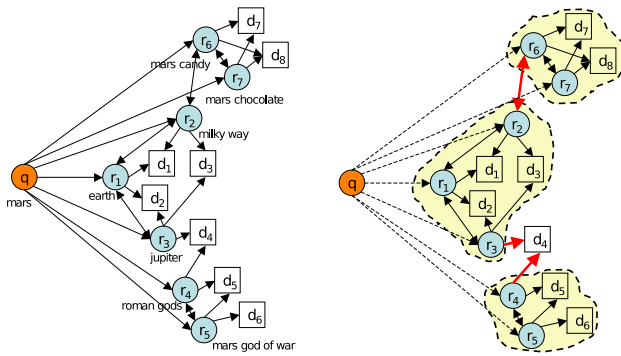 d7
r6
d8
mars candy
r7
mars chocolate
r2
milky way
d1
d3
q
r1
mars
earth
d2
r3
d4
jupiter
d5
r4
roman gods
d6
r5
mars god of war
d7
r6
d8
r7
r2
d1
d3
q
r1
d2
r3
d4
r4
d5
d6
r5